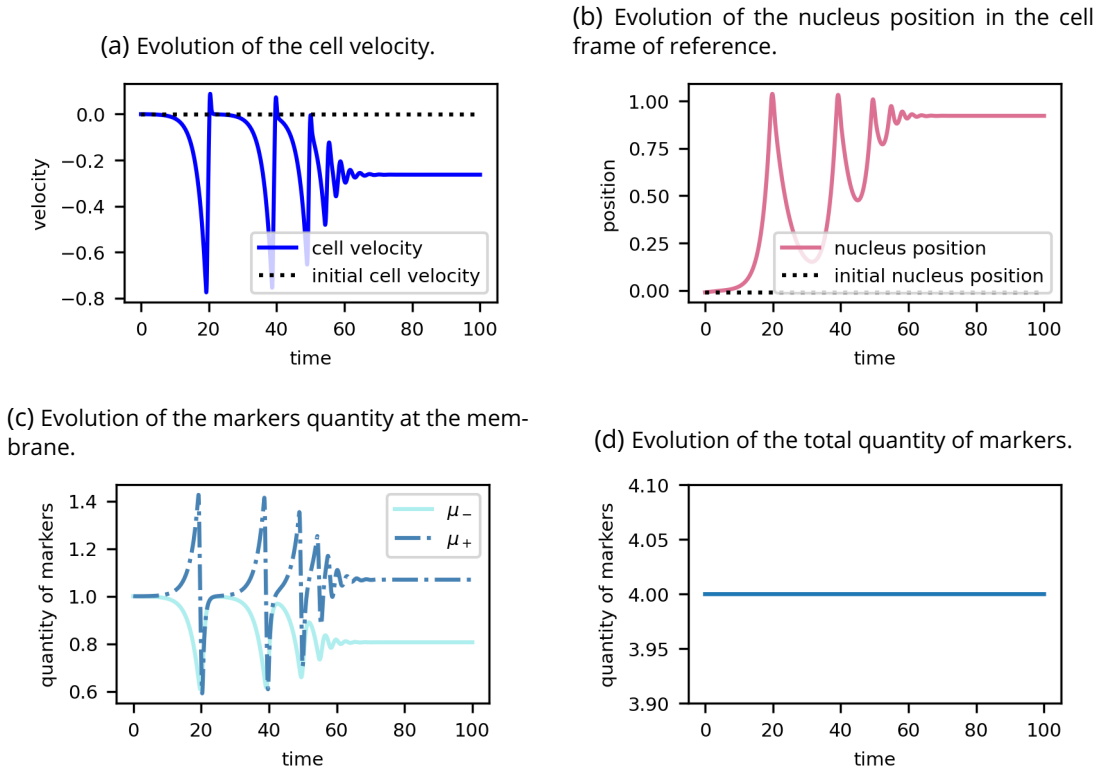 (a) Evolution of the cell velocity.
0.0
−0.2
−0.4
−0.6
−0.8
velocity
cell velocity
initial cell velocity
0 20 40 60 80 100
time
(b) Evolution of the nucleus position in the cell
frame of reference.
1.00
0.75
0.50
0.25
0.00
position
nucleus position
initial nucleus position
0 20 40 60 80 100
time
(c) Evolution of the markers quantity at the mem-
brane.
1.4
1.2
1.0
0.8
0.6
quantity of markers
μ−
μ+
0 20 40 60 80 100
time
(d) Evolution of the total quantity of markers.
4.10
4.05
4.00
3.95
3.90
quantity of markers
0 20 40 60 80 100
time